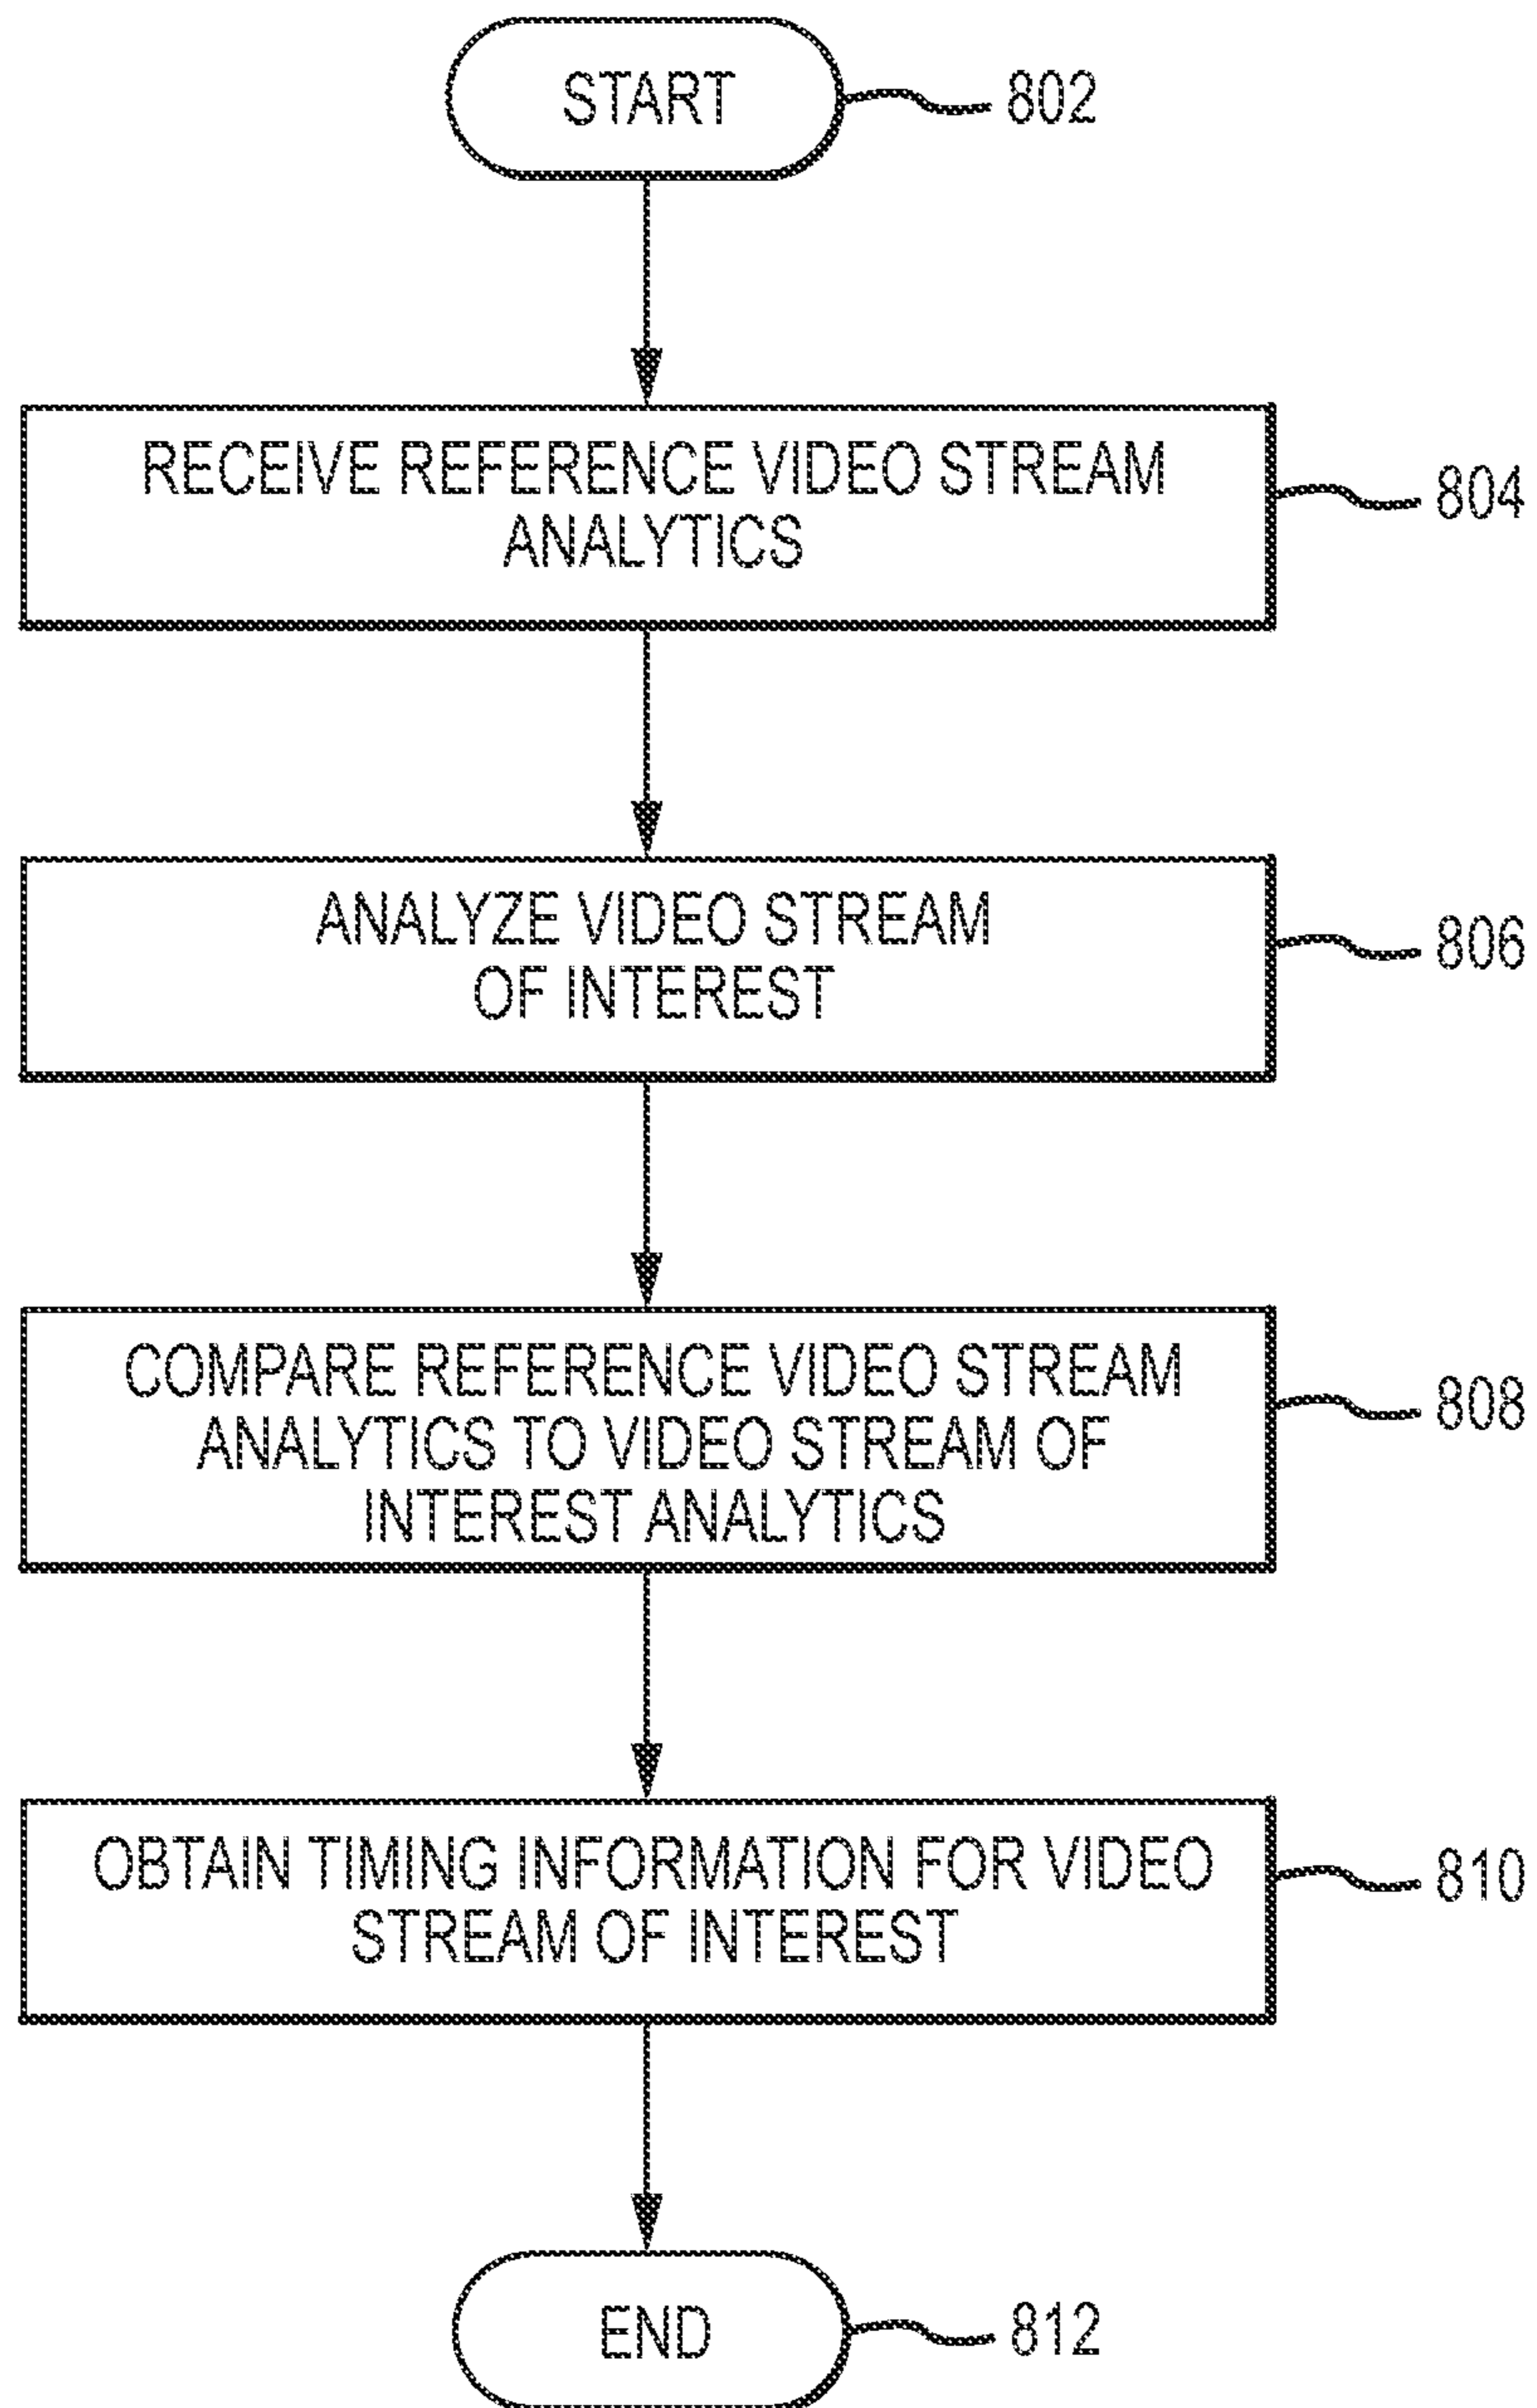 START
802
RECEIVE REFERENCE VIDEO STREAM
ANALYTICS
804
ANALYZE VIDEO STREAM
OF INTEREST
806
COMPARE REFERENCE VIDEO STREAM
ANALYTICS TO VIDEO STREAM OF
INTEREST ANALYTICS
808
OBTAIN TIMING INFORMATION FOR VIDEO
STREAM OF INTEREST
810
END
812